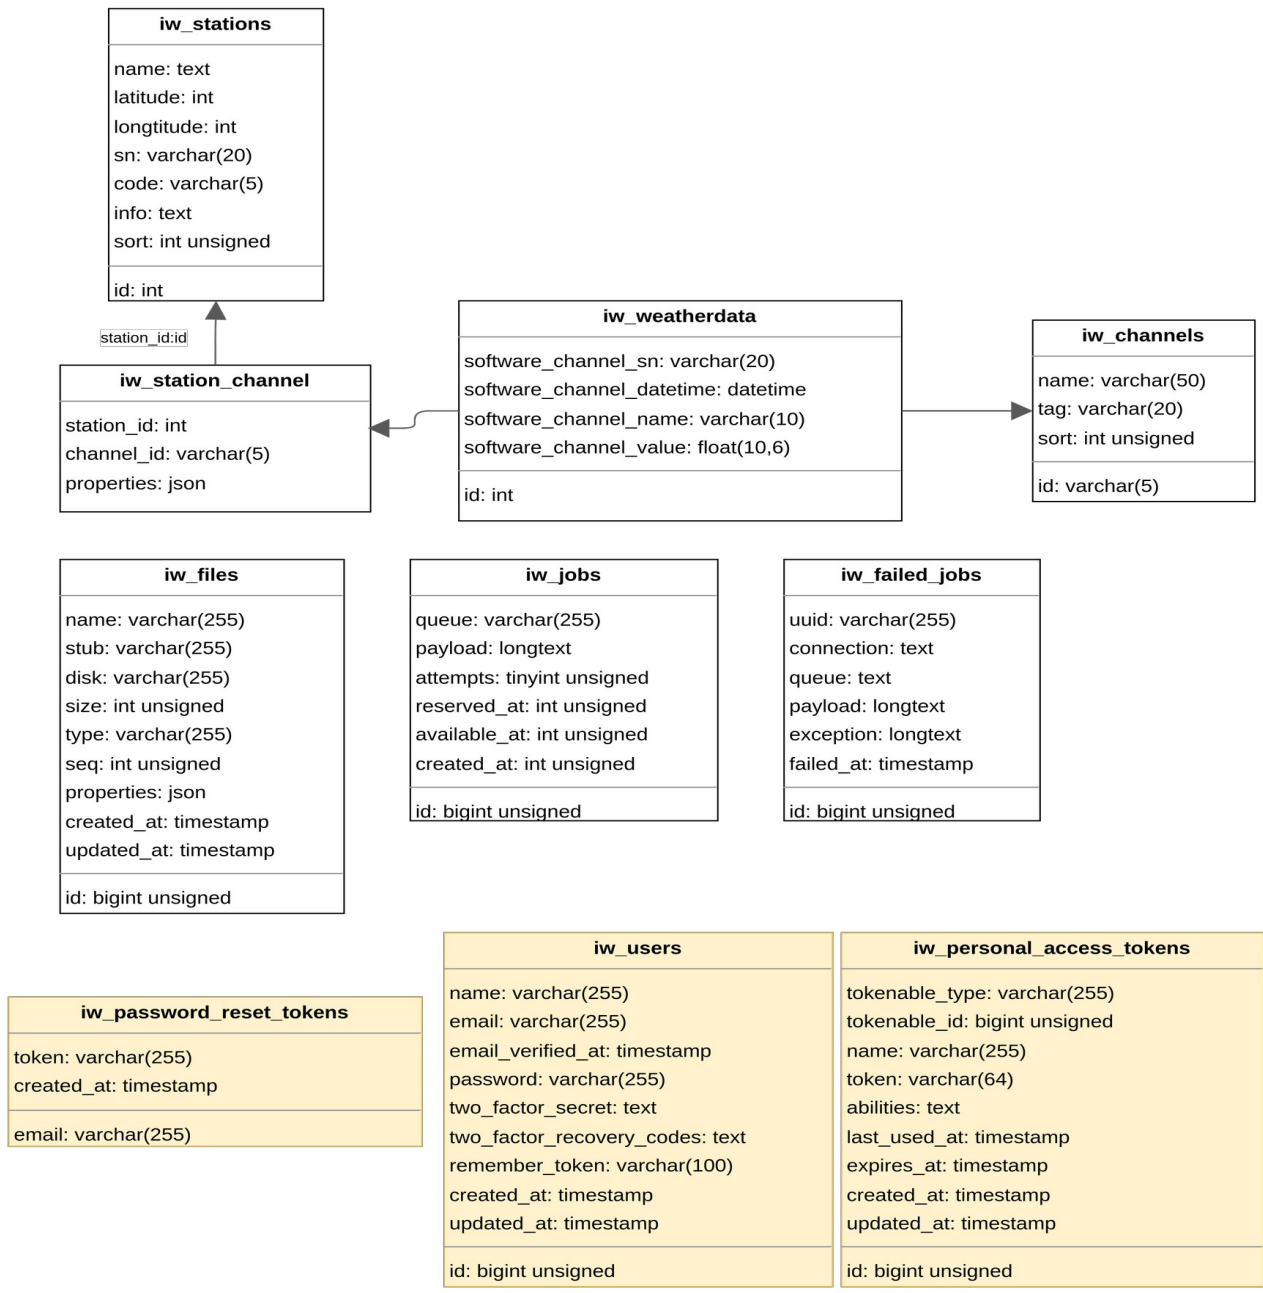 iw_stations
name: text
latitude: int
longtitude: int
sn: varchar(20)
code: varchar(5)
info: text
sort: int unsigned
id: int
station_id:id
iw_station_channel
station_id: int
channel_id: varchar(5)
properties: json
iw_weatherdata
software_channel_sn: varchar(20)
software_channel_datetime: datetime
software_channel_name: varchar(10)
software_channel_value: float(10,6)
id: int
iw_channels
name: varchar(50)
tag: varchar(20)
sort: int unsigned
id: varchar(5)
iw_files
name: varchar(255)
stub: varchar(255)
disk: varchar(255)
size: int unsigned
type: varchar(255)
seq: int unsigned
properties: json
created_at: timestamp
updated_at: timestamp
id: bigint unsigned
iw_jobs
queue: varchar(255)
payload: longtext
attempts: tinyint unsigned
reserved_at: int unsigned
available_at: int unsigned
created_at: int unsigned
id: bigint unsigned
iw_failed_jobs
uuid: varchar(255)
connection: text
queue: text
payload: longtext
exception: longtext
failed_at: timestamp
id: bigint unsigned
iw_password_reset_tokens
token: varchar(255)
created_at: timestamp
email: varchar(255)
iw_users
name: varchar(255)
email: varchar(255)
email_verified_at: timestamp
password: varchar(255)
two_factor_secret: text
two_factor_recovery_codes: text
remember_token: varchar(100)
created_at: timestamp
updated_at: timestamp
id: bigint unsigned
iw_personal_access_tokens
tokenable_type: varchar(255)
tokenable_id: bigint unsigned
name: varchar(255)
token: varchar(64)
abilities: text
last_used_at: timestamp
expires_at: timestamp
created_at: timestamp
updated_at: timestamp
id: bigint unsigned